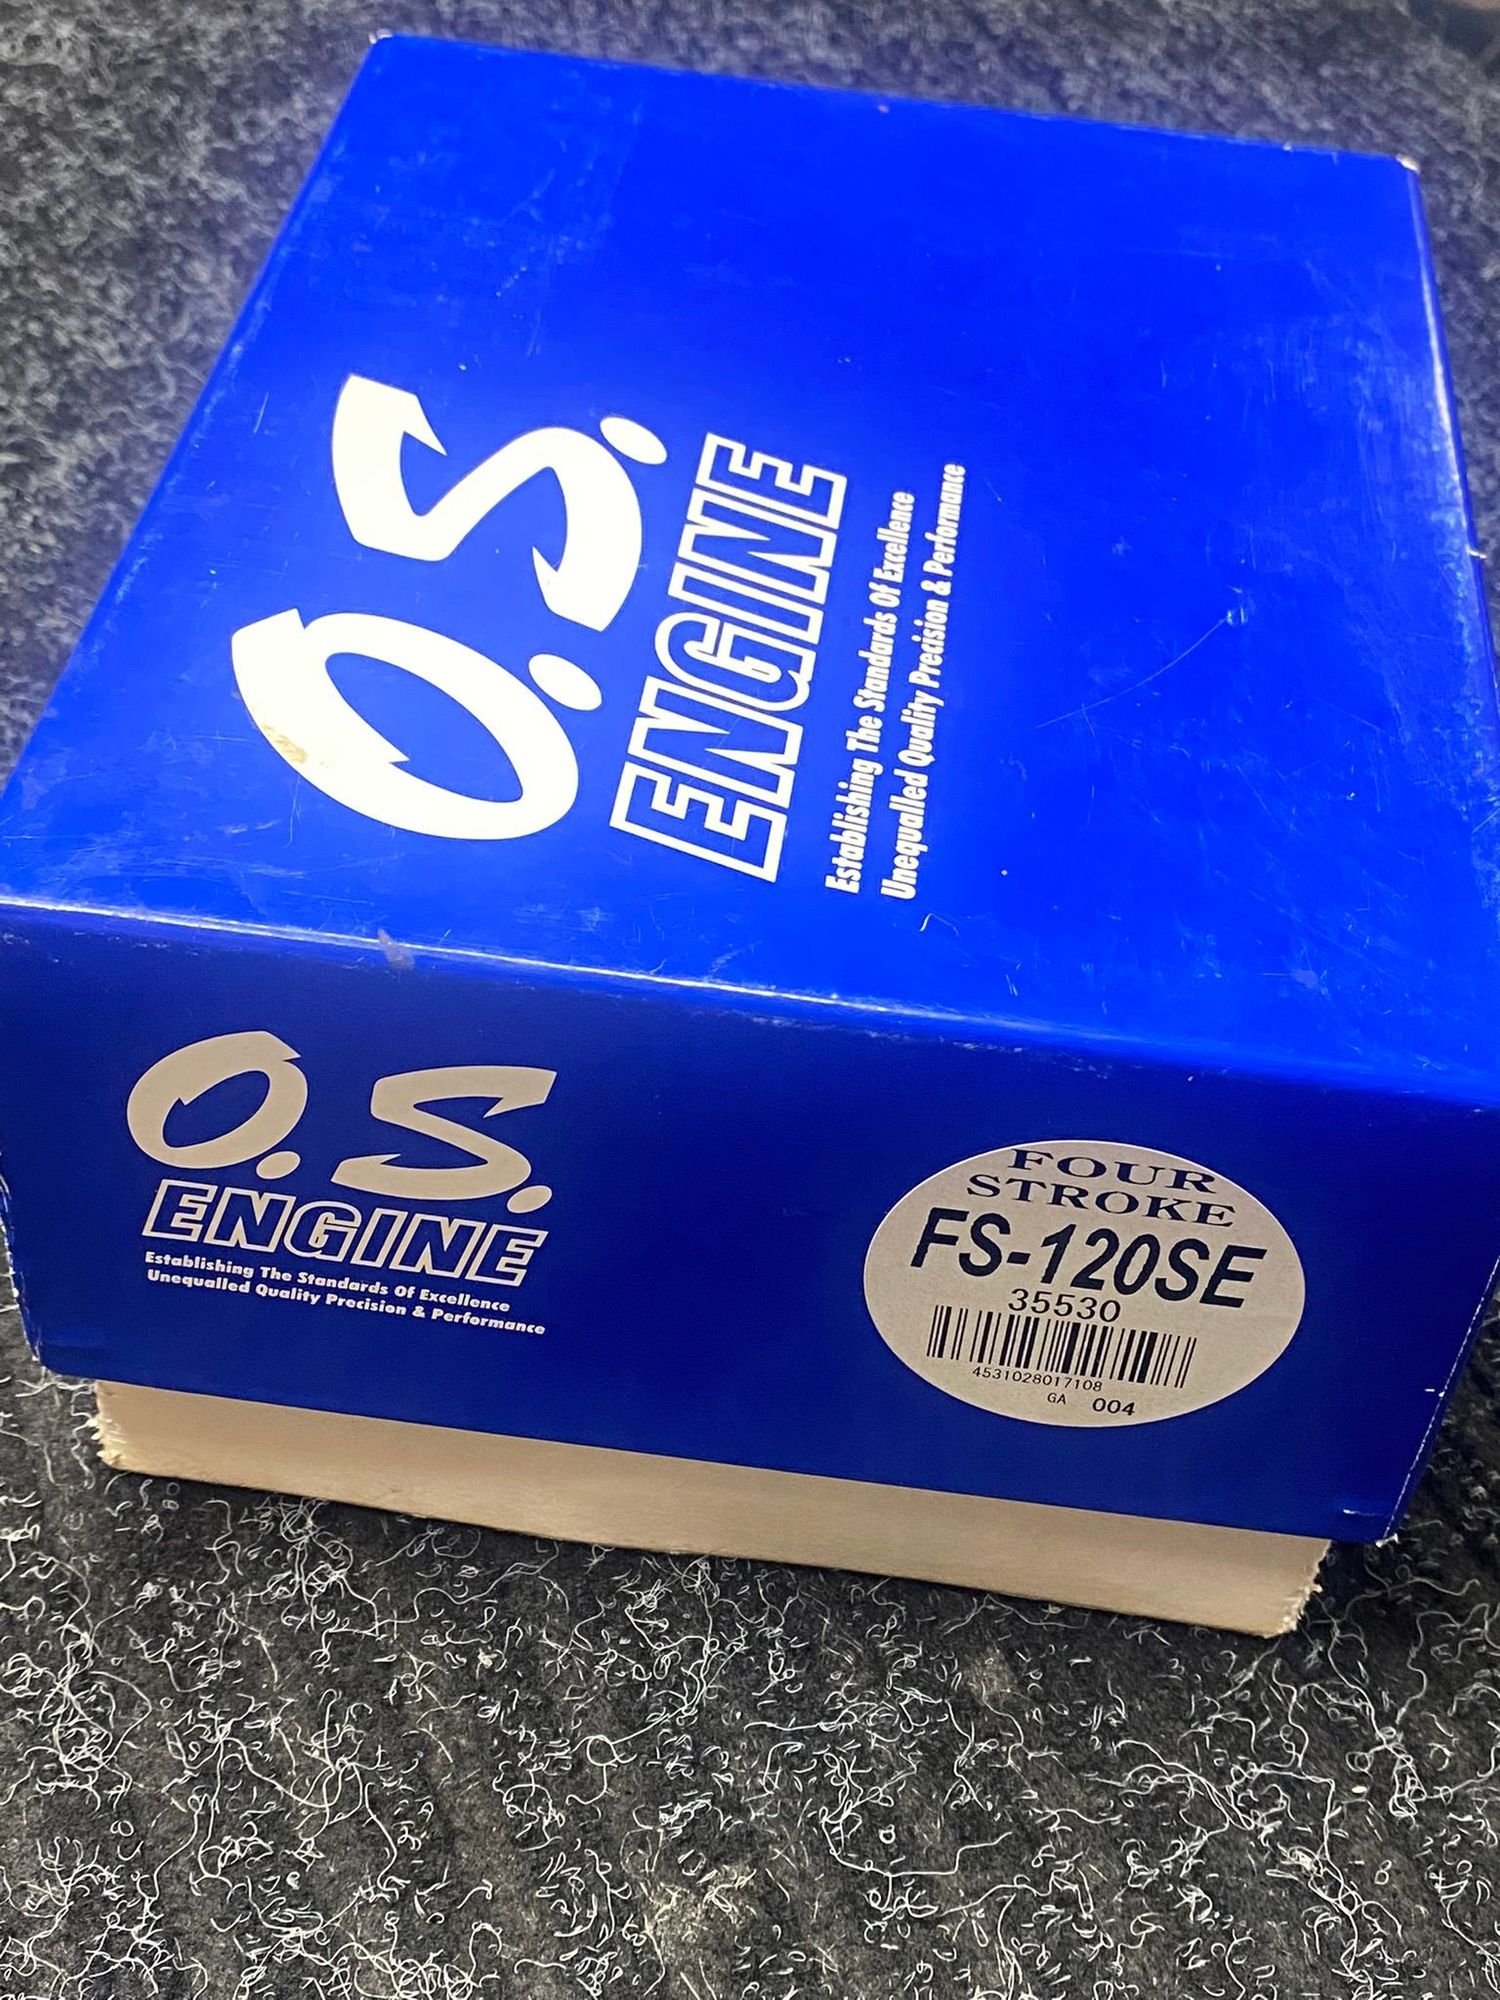 O.S.
ENGINE
Establishing The Standards Of Excellence
Unequalled Quality Precision & Performance
O.S.
ENGINE
Establishing The Standards Of Excellence
Unequalled Quality Precision & Performance
FOUR
STROKE
FS-120SE
35530
4531028017108
GA 004